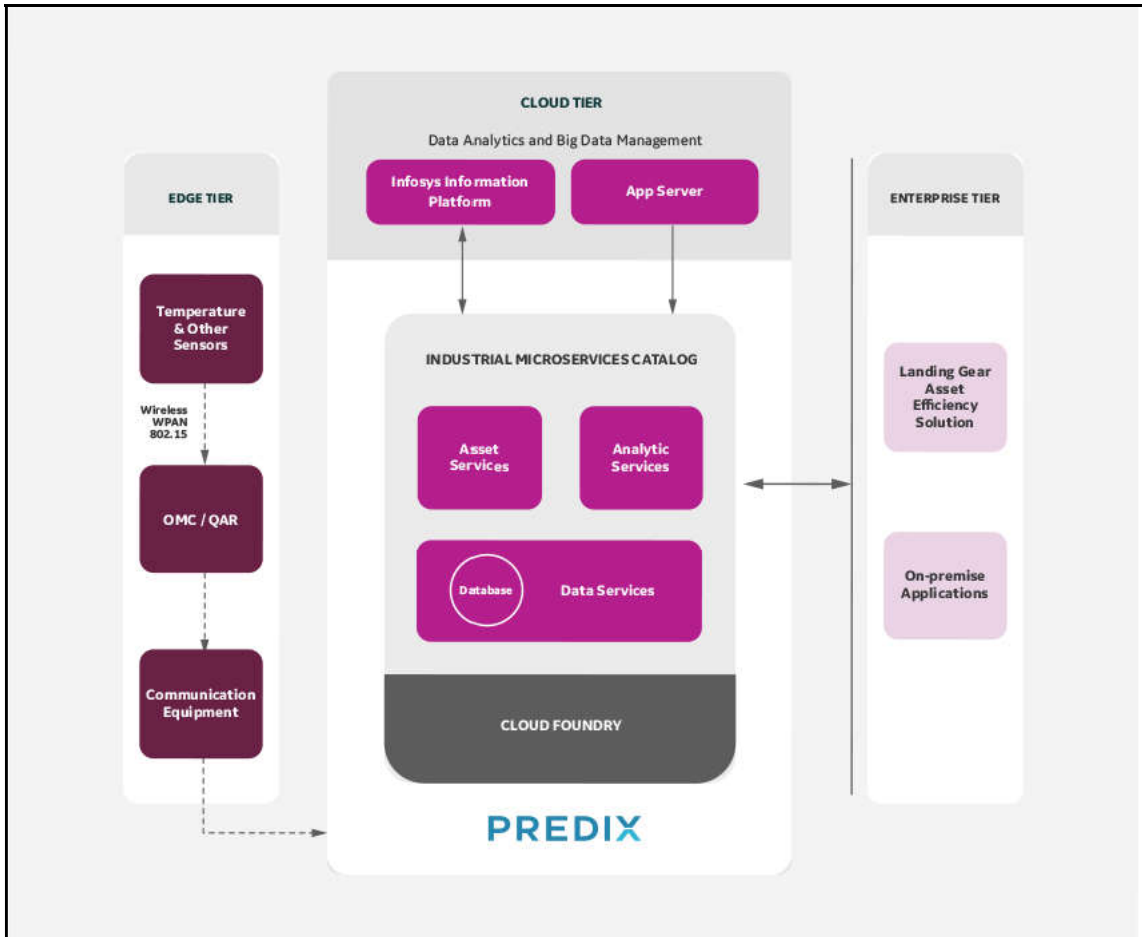 CLOUD TIER
Data Analytics and Big Data Management
Infosys Information
Platform
App Server
EDGE TIER
Temperature
& Other
Sensors
Wireless
WPAN
802.15
OMC / QAR
Communication
Equipment
INDUSTRIAL MICROSERVICES CATALOG
Asset
Services
Analytic
Services
Database
Data Services
CLOUD FOUNDRY
PREDIX
ENTERPRISE TIER
Landing Gear
Asset
Efficiency
Solution
On-premise
Applications